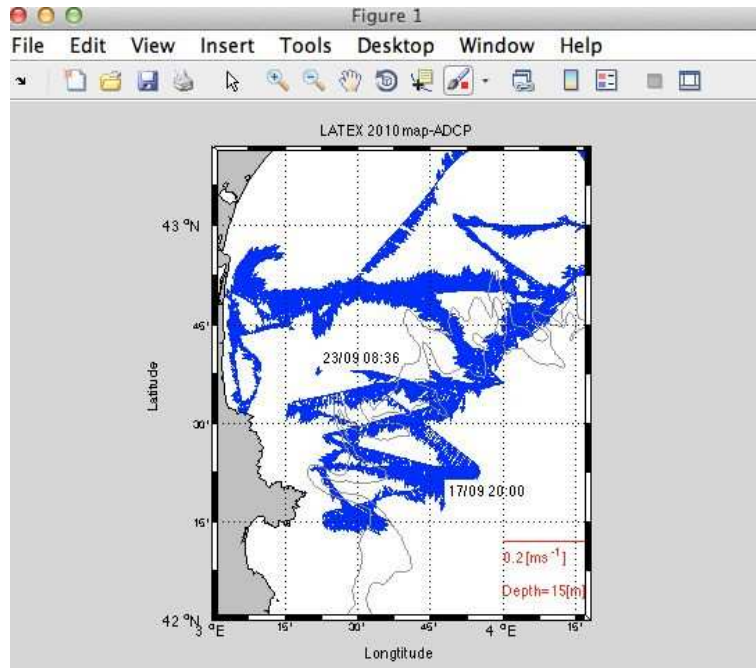 Figure 1
File Edit View Insert Tools Desktop Window Help
LATEX 2010 map-ADCP
43 °N
45'
23/09 08:36
Latitude
30'
17/09 20:00
15'
0.2 [ms⁻¹]
Depth=15[m]
42 °N
3 °E 15' 30' 45' 4 °E 15'
Longtitude